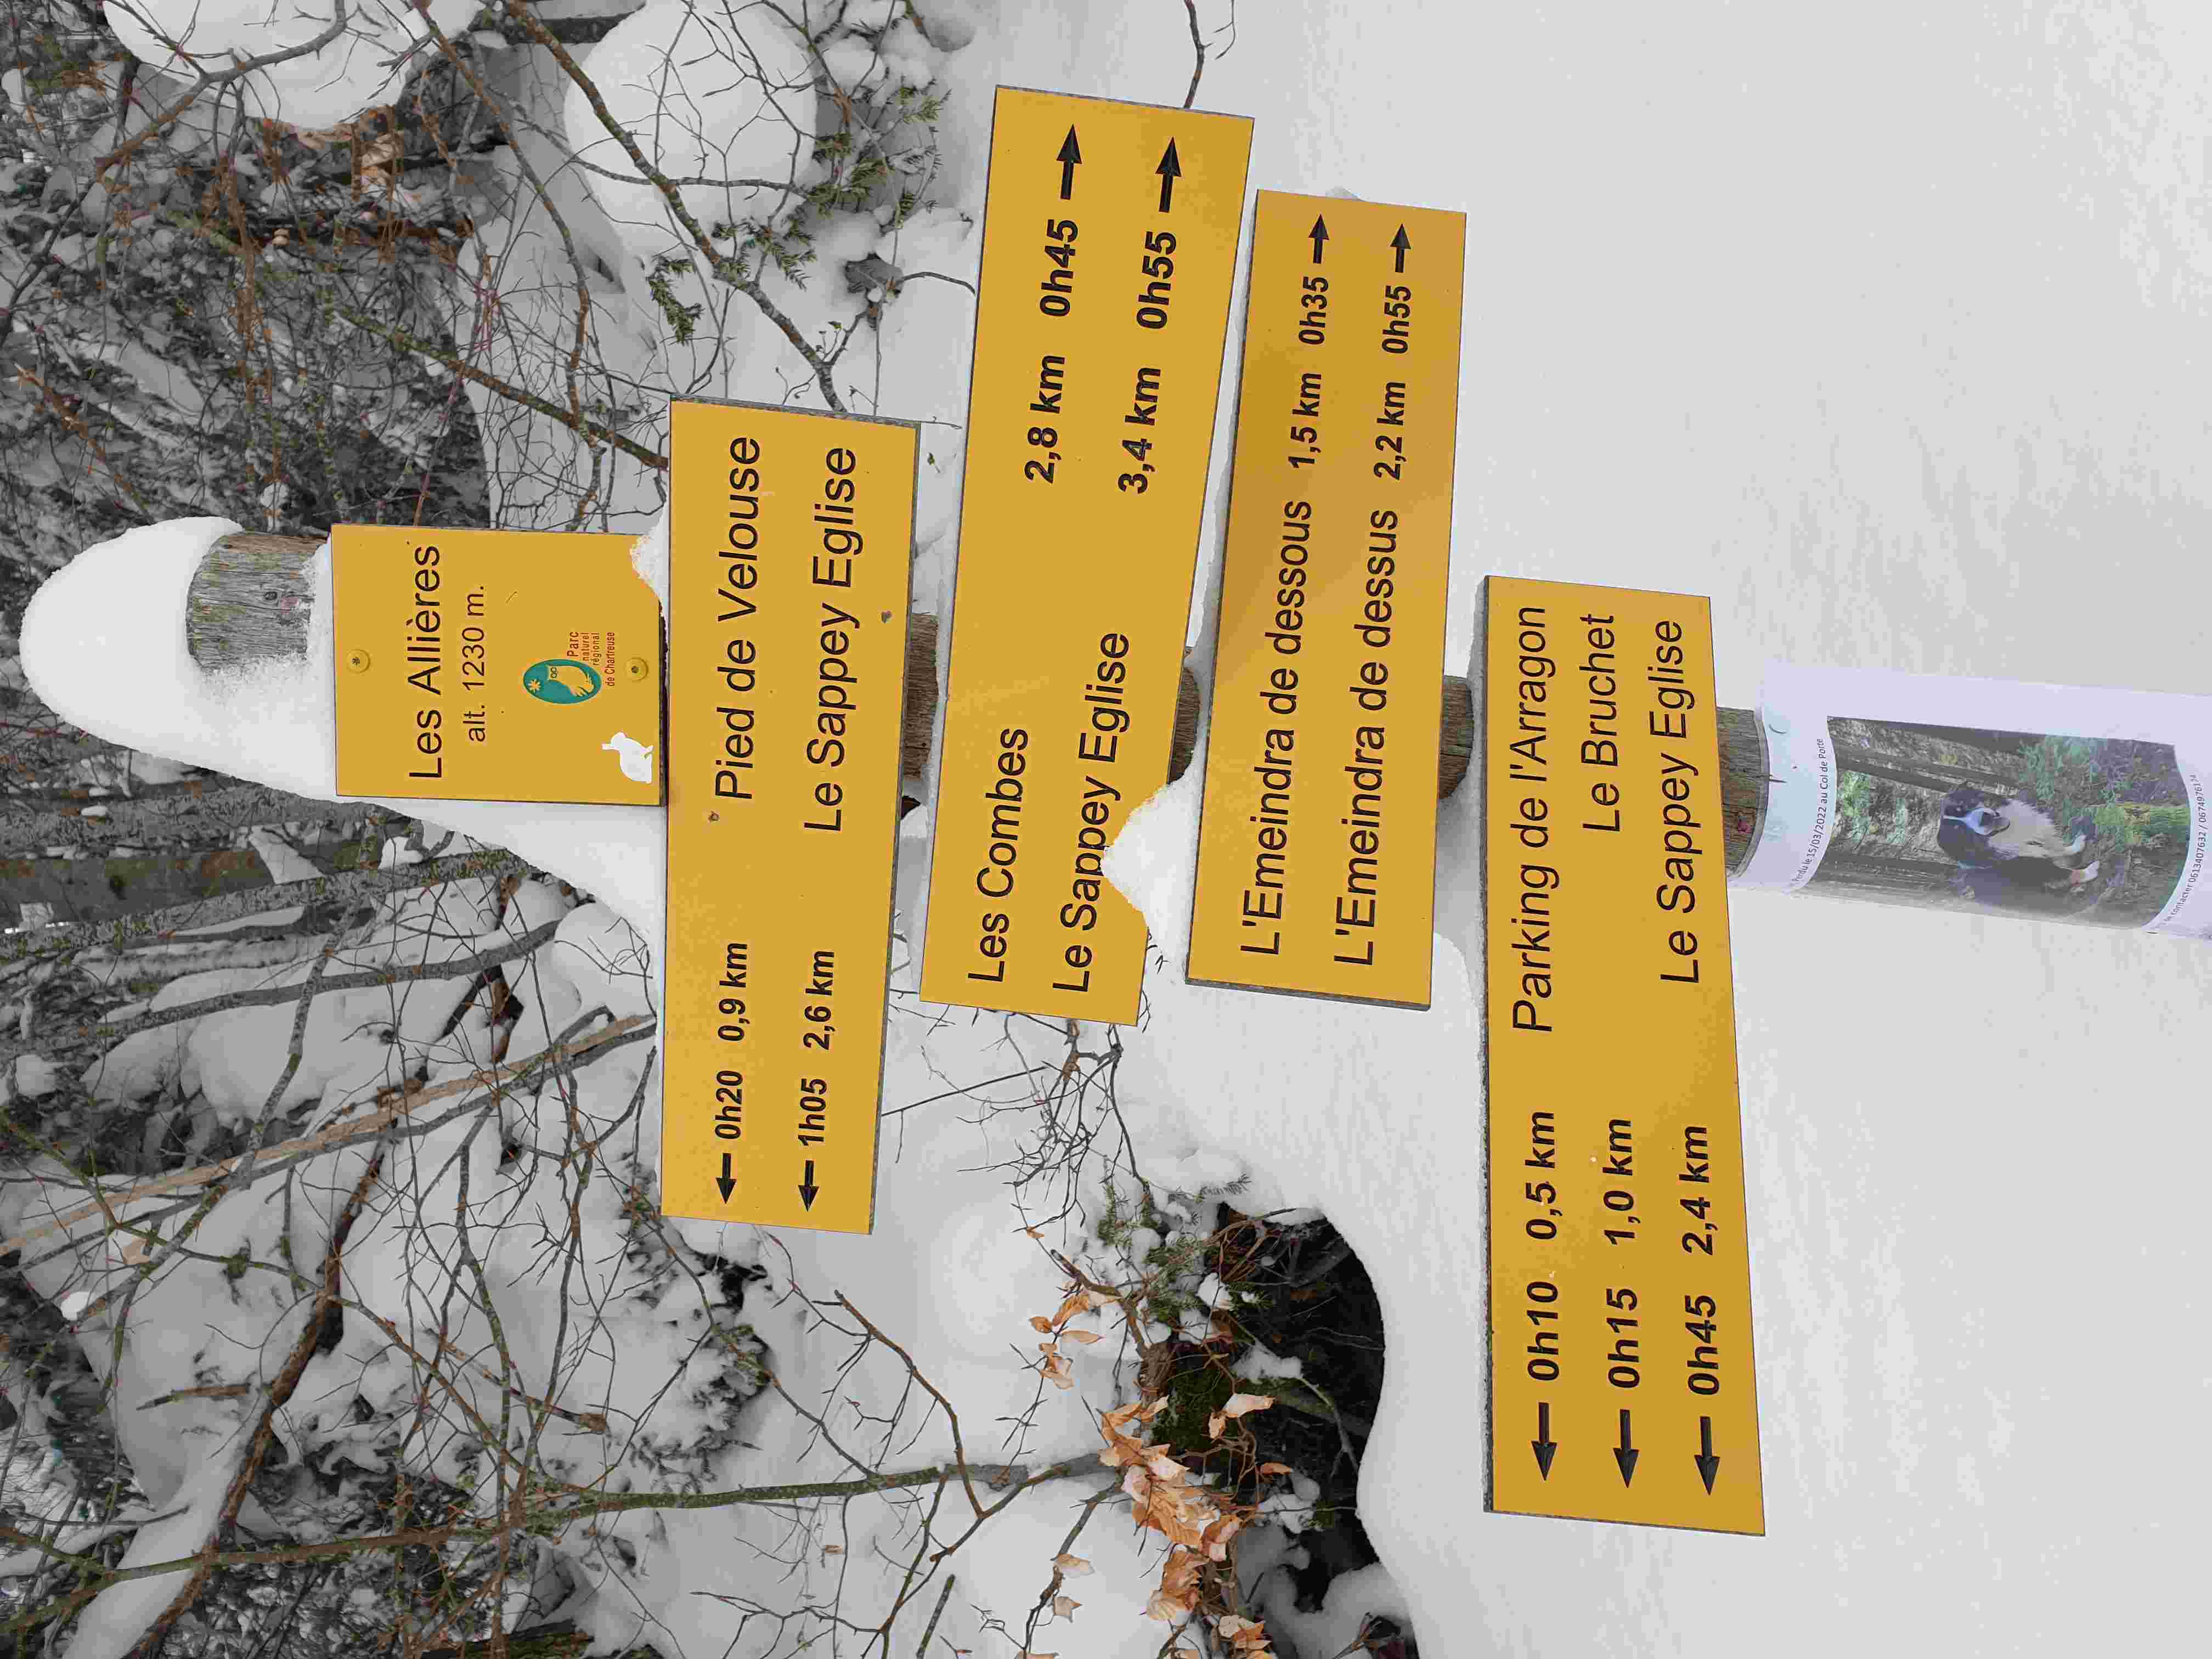 Les Allières
alt. 1230 m.
Parc
naturel
régional
de Chartreuse
0h20 0,9 km Pied de Velouse
1h05 2,6 km Le Sappey Eglise
Les Combes 2,8 km 0h45
Le Sappey Eglise 3,4 km 0h55
L'Emeindra de dessous 1,5 km 0h35
L'Emeindra de dessus 2,2 km 0h55
0h10 0,5 km Parking de l'Arragon
0h15 1,0 km Le Bruchet
0h45 2,4 km Le Sappey Eglise
Perdu le 15/03/2022 au Col de Porte
contacter 0613407632 /